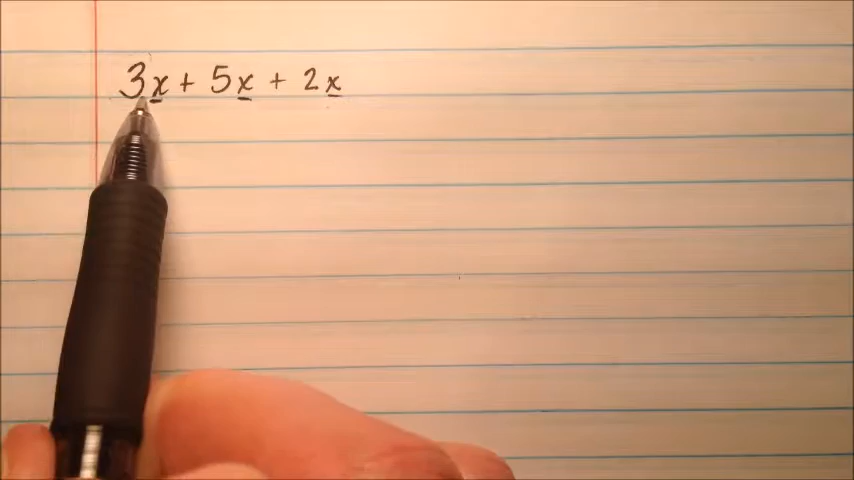 3x + 5x + 2x